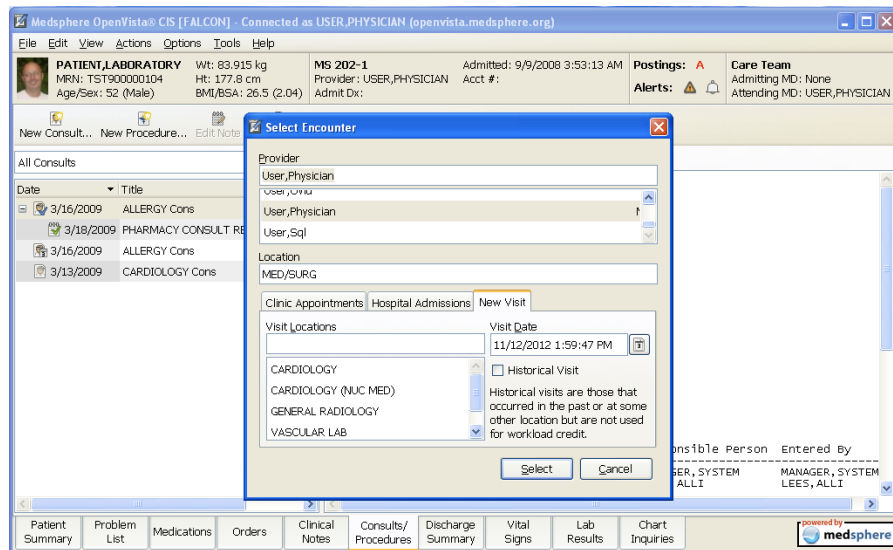 Medsphere OpenVista® CIS [FALCON] - Connected as USER,PHYSICIAN (openvista.medsphere.org)
File Edit View Actions Options Tools Help
PATIENT,LABORATORY Wt: 83.915 kg MS 202-1 Admitted: 9/9/2008 3:53:13 AM Postings: A Care Team
MRN: TST900000104 Ht: 177.8 cm Provider: USER,PHYSICIAN Acct #: Admitting MD: None
Age/Sex: 52 (Male) BMI/BSA: 26.5 (2.04) Admit Dx: Alerts: Attending MD: USER,PHYSICIAN
New Consult... New Procedure... Edit Note
All Consults
Date Title
3/16/2009 ALLERGY Cons
3/18/2009 PHARMACY CONSULT RE
3/16/2009 ALLERGY Cons
3/13/2009 CARDIOLOGY Cons
Select Encounter
Provider
User,Physician
User,Ovid
User,Physician
User,Sql
Location
MED/SURG
Clinic Appointments Hospital Admissions New Visit
Visit Locations
CARDIOLOGY
CARDIOLOGY (NUC MED)
GENERAL RADIOLOGY
VASCULAR LAB
Visit Date
11/12/2012 1:59:47 PM
Historical Visit
Historical visits are those that
occurred in the past or at some
other location but are not used
for workload credit.
Select Cancel
onsible Person Entered By
GER,SYSTEM MANAGER,SYSTEM
ALLI LEES,ALLI
Patient Summary Problem List Medications Orders Clinical Notes Consults/Procedures Discharge Summary Vital Signs Lab Results Chart Inquiries
powered by
medsphere